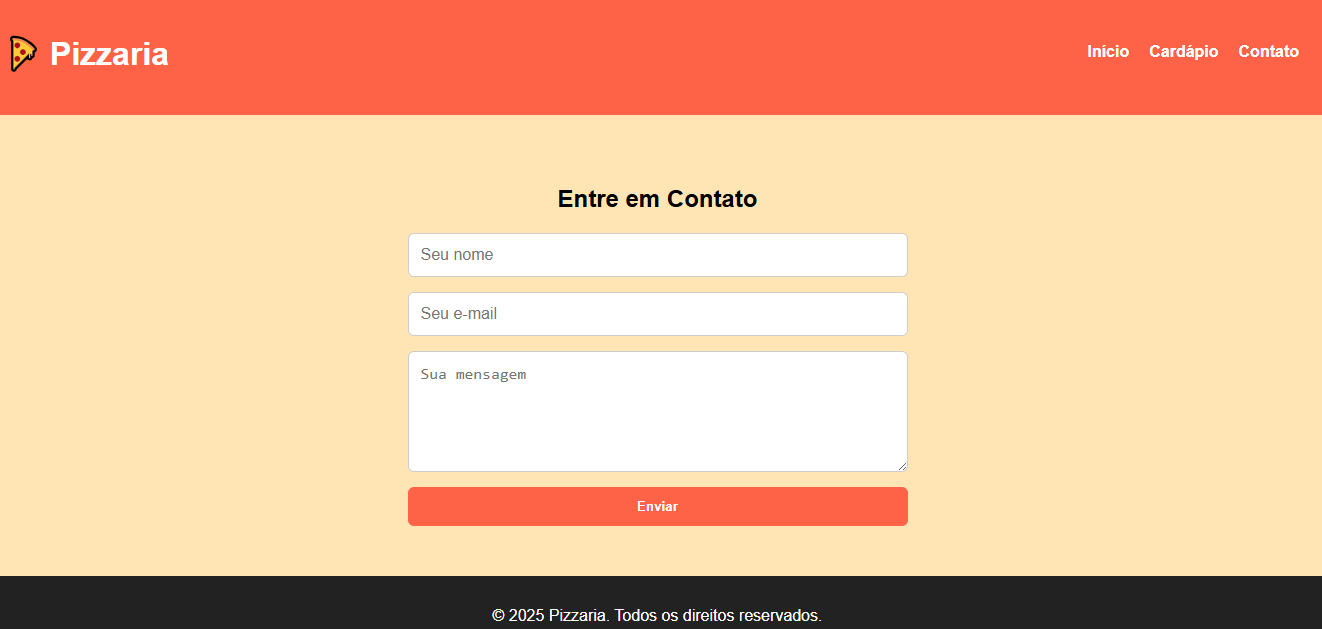 Pizzaria
Início Cardápio Contato
Entre em Contato
Seu nome
Seu e-mail
Sua mensagem
Enviar
© 2025 Pizzaria. Todos os direitos reservados.